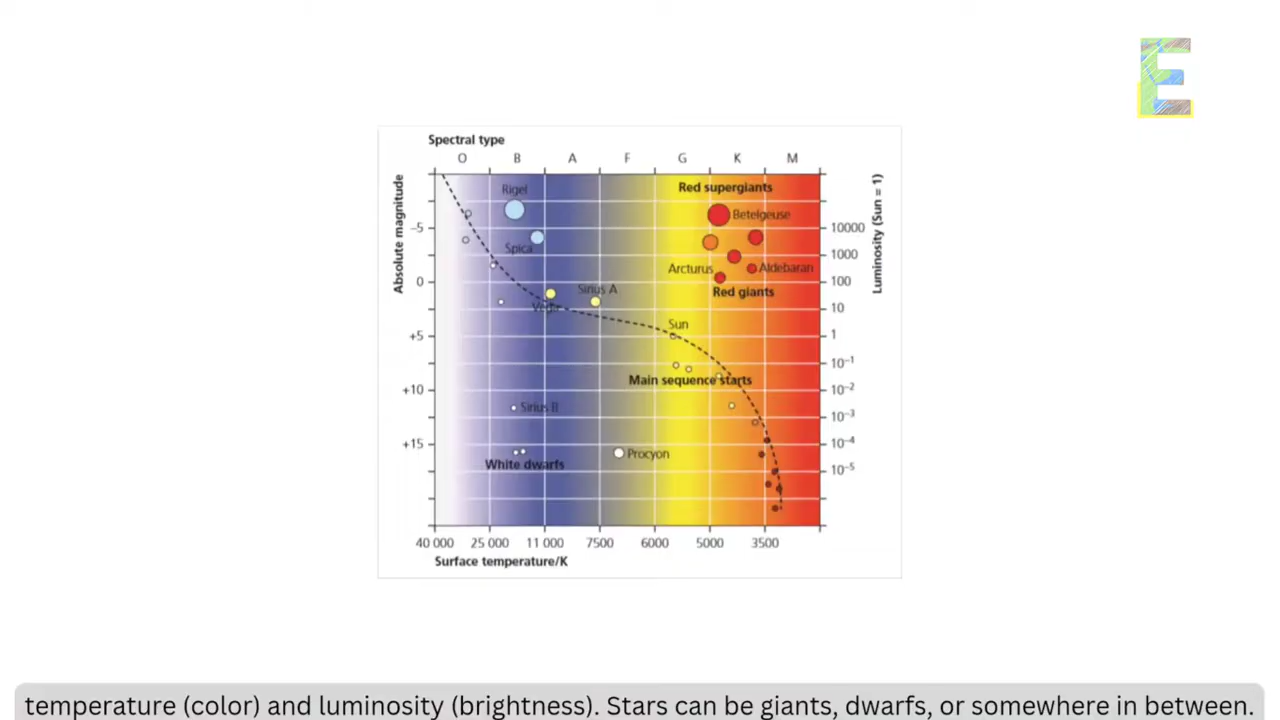 E
Spectral type
O B A F G K M
Absolute magnitude
Luminosity (Sun = 1)
Rigel
Red supergiants
Betelgeuse
-5
10000
Spica
1000
Arcturus
Aldebaran
0
100
Sirius A
Red giants
Vega
10
Sun
+5
1
10⁻¹
Main sequence starts
+10
10⁻²
Sirius B
10⁻³
+15
10⁻⁴
Procyon
White dwarfs
10⁻⁵
40 000 25 000 11 000 7500 6000 5000 3500
Surface temperature/K
temperature (color) and luminosity (brightness). Stars can be giants, dwarfs, or somewhere in between.